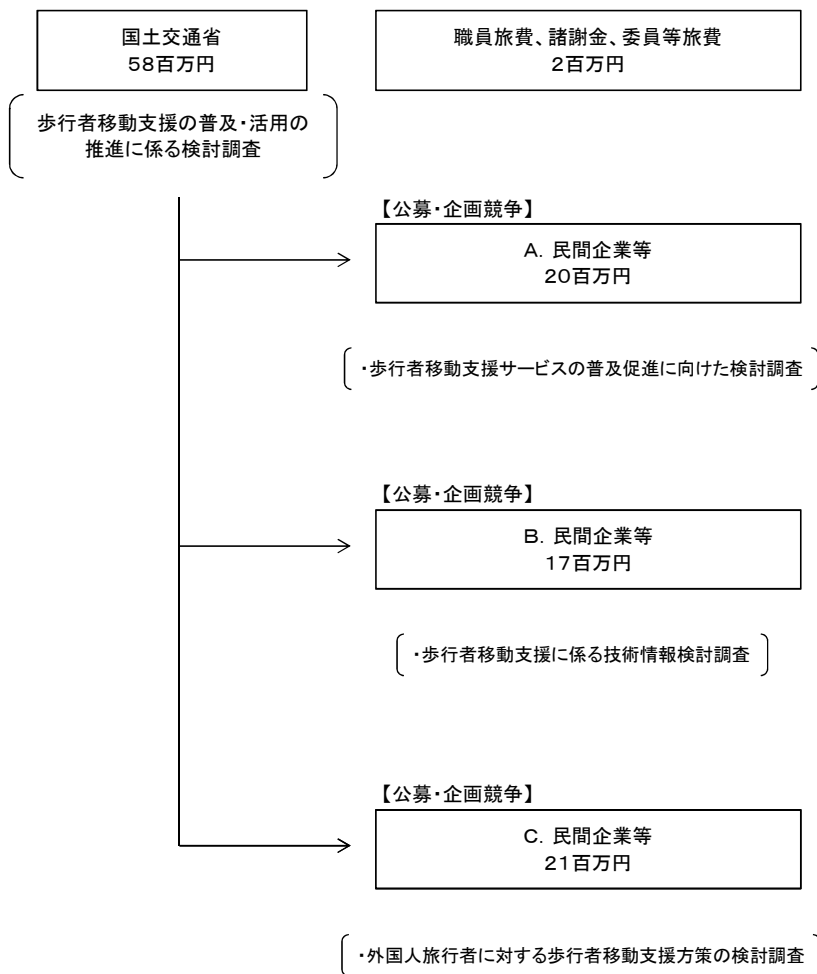 国土交通省
58百万円
職員旅費、諸謝金、委員等旅費
2百万円
歩行者移動支援の普及・活用の
推進に係る検討調査
【公募・企画競争】
A. 民間企業等
20百万円
・歩行者移動支援サービスの普及促進に向けた検討調査
【公募・企画競争】
B. 民間企業等
17百万円
・歩行者移動支援に係る技術情報検討調査
【公募・企画競争】
C. 民間企業等
21百万円
・外国人旅行者に対する歩行者移動支援方策の検討調査